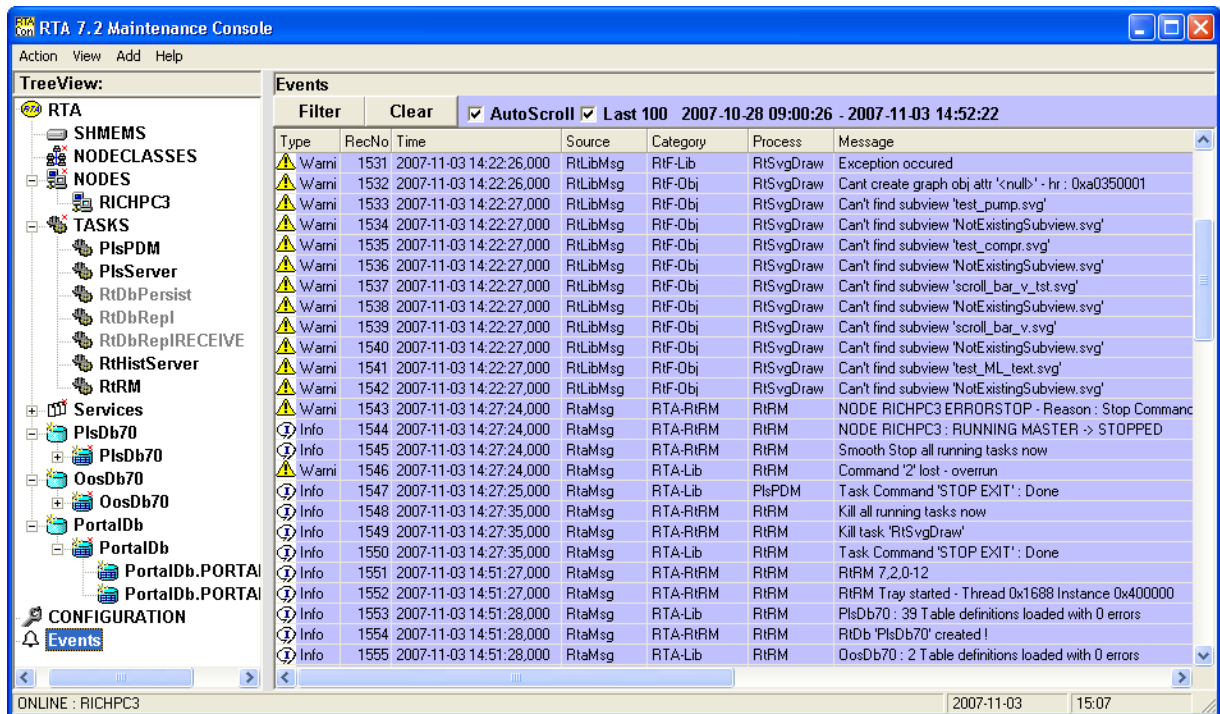 RTA 7.2 Maintenance Console
Action View Add Help
TreeView:
RTA
SHMEMS
NODECLASSES
NODES
RICHPC3
TASKS
PlsPDM
PlsServer
RtDbPersist
RtDbRepl
RtDbReplRECEIVE
RtHistServer
RtRM
Services
PlsDb70
PlsDb70
OosDb70
OosDb70
PortalDb
PortalDb
PortalDb.PORTAI
PortalDb.PORTAI
CONFIGURATION
Events
Events
Filter Clear AutoScroll Last 100 2007-10-28 09:00:26 - 2007-11-03 14:52:22
Type RecNo Time Source Category Process Message
Warni 1531 2007-11-03 14:22:26,000 RtLibMsg RtF-Lib RtSvgDraw Exception occured
Warni 1532 2007-11-03 14:22:26,000 RtLibMsg RtF-Obj RtSvgDraw Cant create graph obj attr '<null>' - hr : 0xa0350001
Warni 1533 2007-11-03 14:22:27,000 RtLibMsg RtF-Obj RtSvgDraw Can't find subview 'test_pump.svg'
Warni 1534 2007-11-03 14:22:27,000 RtLibMsg RtF-Obj RtSvgDraw Can't find subview 'NotExistingSubview.svg'
Warni 1535 2007-11-03 14:22:27,000 RtLibMsg RtF-Obj RtSvgDraw Can't find subview 'test_compr.svg'
Warni 1536 2007-11-03 14:22:27,000 RtLibMsg RtF-Obj RtSvgDraw Can't find subview 'NotExistingSubview.svg'
Warni 1537 2007-11-03 14:22:27,000 RtLibMsg RtF-Obj RtSvgDraw Can't find subview 'scroll_bar_v_tst.svg'
Warni 1538 2007-11-03 14:22:27,000 RtLibMsg RtF-Obj RtSvgDraw Can't find subview 'NotExistingSubview.svg'
Warni 1539 2007-11-03 14:22:27,000 RtLibMsg RtF-Obj RtSvgDraw Can't find subview 'scroll_bar_v.svg'
Warni 1540 2007-11-03 14:22:27,000 RtLibMsg RtF-Obj RtSvgDraw Can't find subview 'NotExistingSubview.svg'
Warni 1541 2007-11-03 14:22:27,000 RtLibMsg RtF-Obj RtSvgDraw Can't find subview 'test_ML_text.svg'
Warni 1542 2007-11-03 14:22:27,000 RtLibMsg RtF-Obj RtSvgDraw Can't find subview 'NotExistingSubview.svg'
Warni 1543 2007-11-03 14:27:24,000 RtaMsg RTA-RtRM RtRM NODE RICHPC3 ERRORSTOP - Reason : Stop Command
Info 1544 2007-11-03 14:27:24,000 RtaMsg RTA-RtRM RtRM NODE RICHPC3 : RUNNING MASTER -> STOPPED
Info 1545 2007-11-03 14:27:24,000 RtaMsg RTA-RtRM RtRM Smooth Stop all running tasks now
Warni 1546 2007-11-03 14:27:24,000 RtaMsg RTA-Lib RtRM Command '2' lost - overrun
Info 1547 2007-11-03 14:27:25,000 RtaMsg RTA-Lib PlsPDM Task Command 'STOP EXIT' : Done
Info 1548 2007-11-03 14:27:35,000 RtaMsg RTA-RtRM RtRM Kill all running tasks now
Info 1549 2007-11-03 14:27:35,000 RtaMsg RTA-RtRM RtRM Kill task 'RtSvgDraw'
Info 1550 2007-11-03 14:27:35,000 RtaMsg RTA-Lib RtRM Task Command 'STOP EXIT' : Done
Info 1551 2007-11-03 14:51:27,000 RtaMsg RTA-RtRM RtRM RtRM 7,2,0-12
Info 1552 2007-11-03 14:51:27,000 RtaMsg RTA-RtRM RtRM RtRM Tray started - Thread 0x1688 Instance 0x400000
Info 1553 2007-11-03 14:51:28,000 RtaMsg RTA-Lib RtRM PlsDb70 : 39 Table definitions loaded with 0 errors
Info 1554 2007-11-03 14:51:28,000 RtaMsg RTA-RtRM RtRM RtDb 'PlsDb70' created !
Info 1555 2007-11-03 14:51:28,000 RtaMsg RTA-Lib RtRM OosDb70 : 2 Table definitions loaded with 0 errors
ONLINE : RICHPC3 2007-11-03 15:07